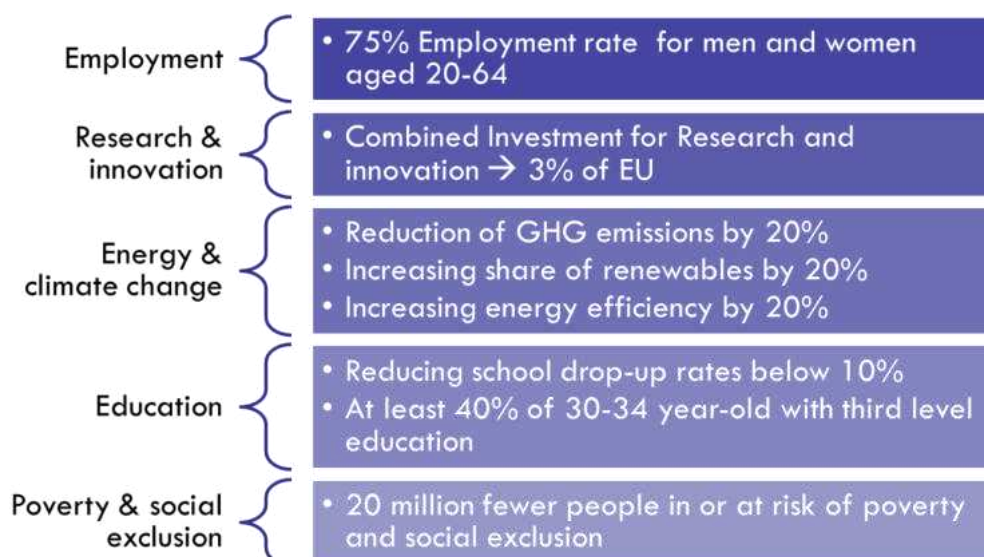 Employment
• 75% Employment rate for men and women
aged 20-64
Research &
innovation
• Combined Investment for Research and
innovation → 3% of EU
Energy &
climate change
• Reduction of GHG emissions by 20%
• Increasing share of renewables by 20%
• Increasing energy efficiency by 20%
Education
• Reducing school drop-up rates below 10%
• At least 40% of 30-34 year-old with third level
education
Poverty & social
exclusion
• 20 million fewer people in or at risk of poverty
and social exclusion